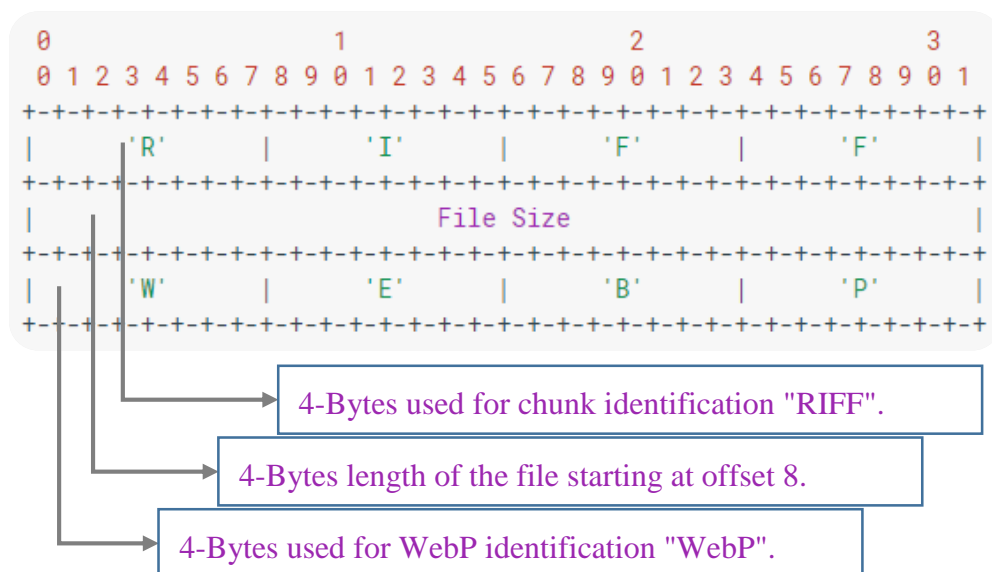 0                   1                   2                   3
0 1 2 3 4 5 6 7 8 9 0 1 2 3 4 5 6 7 8 9 0 1 2 3 4 5 6 7 8 9 0 1
+-+-+-+-+-+-+-+-+-+-+-+-+-+-+-+-+-+-+-+-+-+-+-+-+-+-+-+-+-+-+-+-+
|      'R'      |      'I'      |      'F'      |      'F'      |
+-+-+-+-+-+-+-+-+-+-+-+-+-+-+-+-+-+-+-+-+-+-+-+-+-+-+-+-+-+-+-+-+
|                           File Size                           |
+-+-+-+-+-+-+-+-+-+-+-+-+-+-+-+-+-+-+-+-+-+-+-+-+-+-+-+-+-+-+-+-+
|      'W'      |      'E'      |      'B'      |      'P'      |
+-+-+-+-+-+-+-+-+-+-+-+-+-+-+-+-+-+-+-+-+-+-+-+-+-+-+-+-+-+-+-+-+
4-Bytes used for chunk identification "RIFF".
4-Bytes length of the file starting at offset 8.
4-Bytes used for WebP identification "WebP".